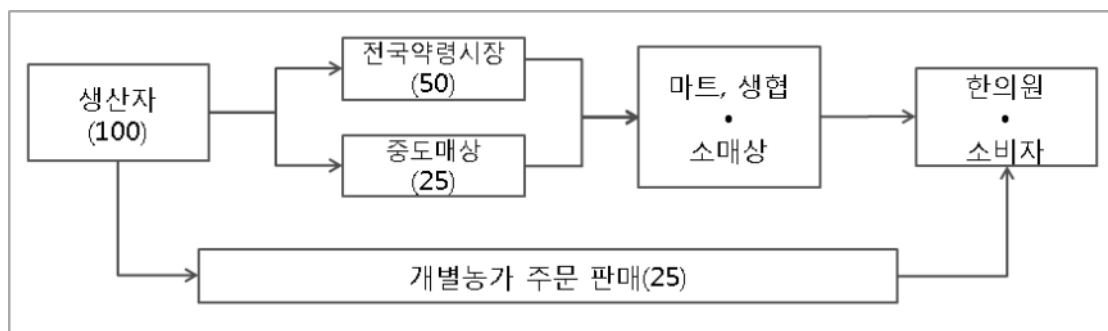 생산자
(100)
전국약령시장
(50)
중도매상
(25)
마트, 생협
•
소매상
한의원
•
소비자
개별농가 주문 판매(25)